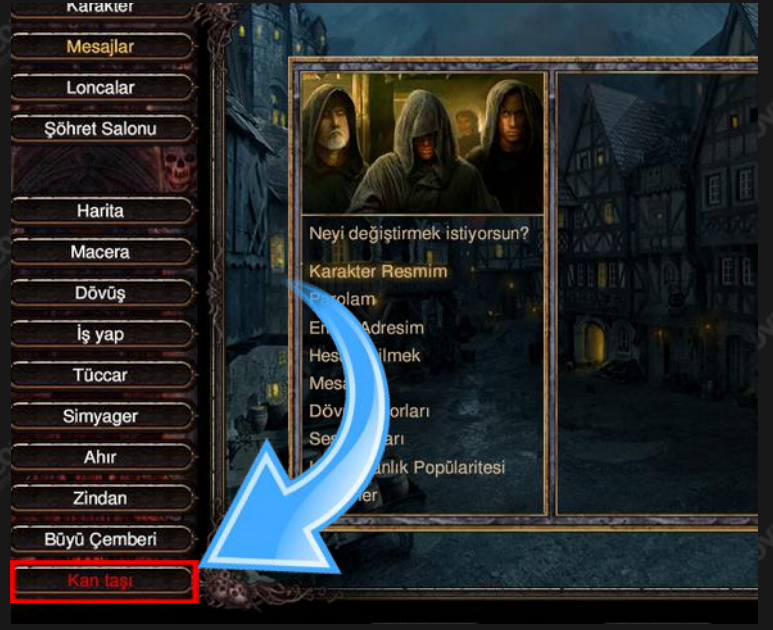 Karakter
Mesajlar
Loncalar
Şöhret Salonu
Harita
Macera
Dövüş
İş yap
Tüccar
Simyager
Ahır
Zindan
Büyü Çemberi
Kan taşı
Neyi değiştirmek istiyorsun?
Karakter Resmim
Parolam
Adresim
Popülaritesi